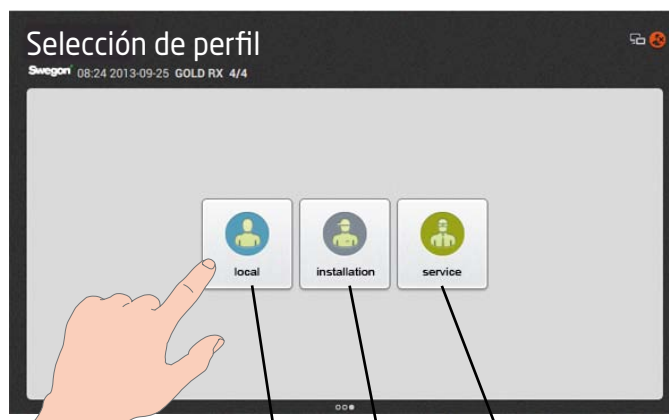 Selección de perfil
Swegon 08:24 2013-09-25 GOLD RX 4/4
local installation service